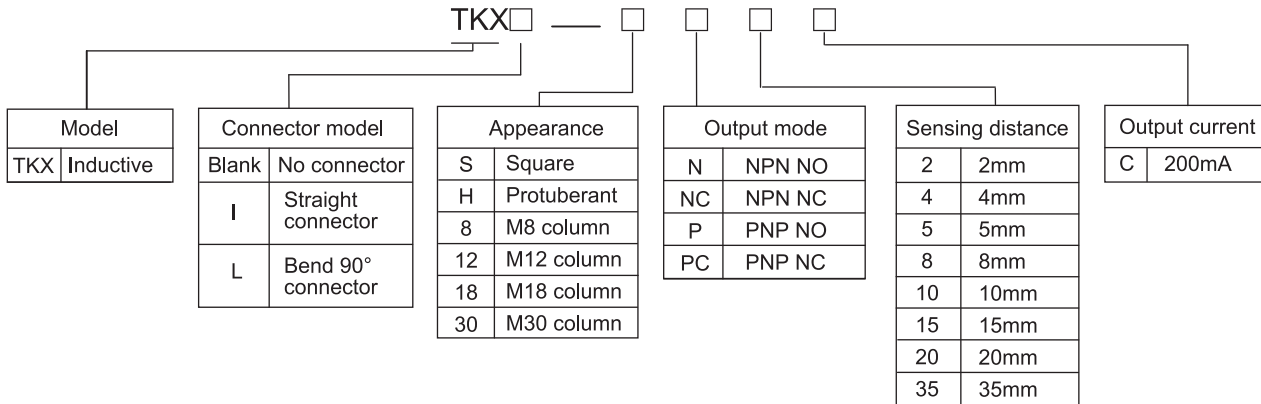 TKX□ — □ □ □ □
Model
TKX Inductive
Connector model
Blank No connector
I Straight
connector
L Bend 90°
connector
Appearance
S Square
H Protuberant
8 M8 column
12 M12 column
18 M18 column
30 M30 column
Output mode
N NPN NO
NC NPN NC
P PNP NO
PC PNP NC
Sensing distance
2 2mm
4 4mm
5 5mm
8 8mm
10 10mm
15 15mm
20 20mm
35 35mm
Output current
C 200mA